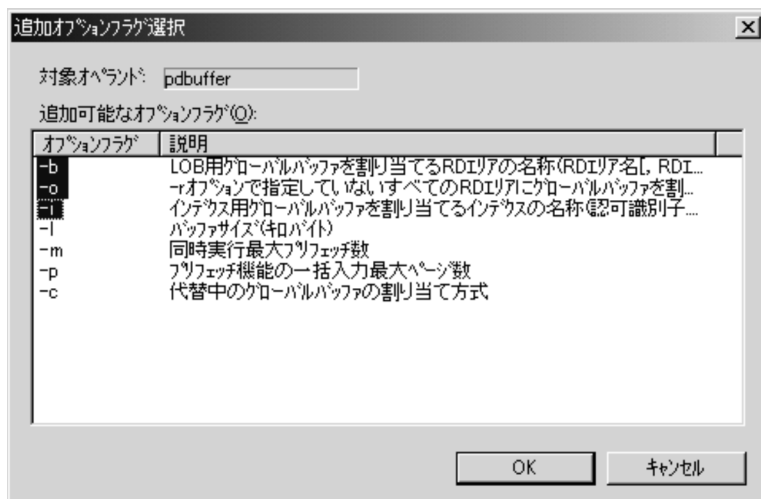 追加ｵﾌﾟｼｮﾝﾌﾗｸﾞ選択
対象ｵﾍﾟﾗﾝﾄﾞ: pdbuffer
追加可能なｵﾌﾟｼｮﾝﾌﾗｸﾞ(O):
ｵﾌﾟｼｮﾝﾌﾗｸﾞ 説明
-b LOB用ｸﾞﾛｰﾊﾞﾙﾊﾞｯﾌｧを割り当てるRDｴﾘｱの名称(RDｴﾘｱ名[, RDｴ...
-o -rｵﾌﾟｼｮﾝで指定していないすべてのRDｴﾘｱにｸﾞﾛｰﾊﾞﾙﾊﾞｯﾌｧを割...
-i ｲﾝﾃﾞｸｽ用ｸﾞﾛｰﾊﾞﾙﾊﾞｯﾌｧを割り当てるｲﾝﾃﾞｸｽの名称(認可識別子....
-l ﾊﾞｯﾌｧｻｲｽﾞ(ｷﾛﾊﾞｲﾄ)
-m 同時実行最大ﾌﾟﾘﾌｪｯﾁ数
-p ﾌﾟﾘﾌｪｯﾁ機能の一括入力最大ﾍﾟｰｼﾞ数
-c 代替中のｸﾞﾛｰﾊﾞﾙﾊﾞｯﾌｧの割り当て方式
OK ｷｬﾝｾﾙ